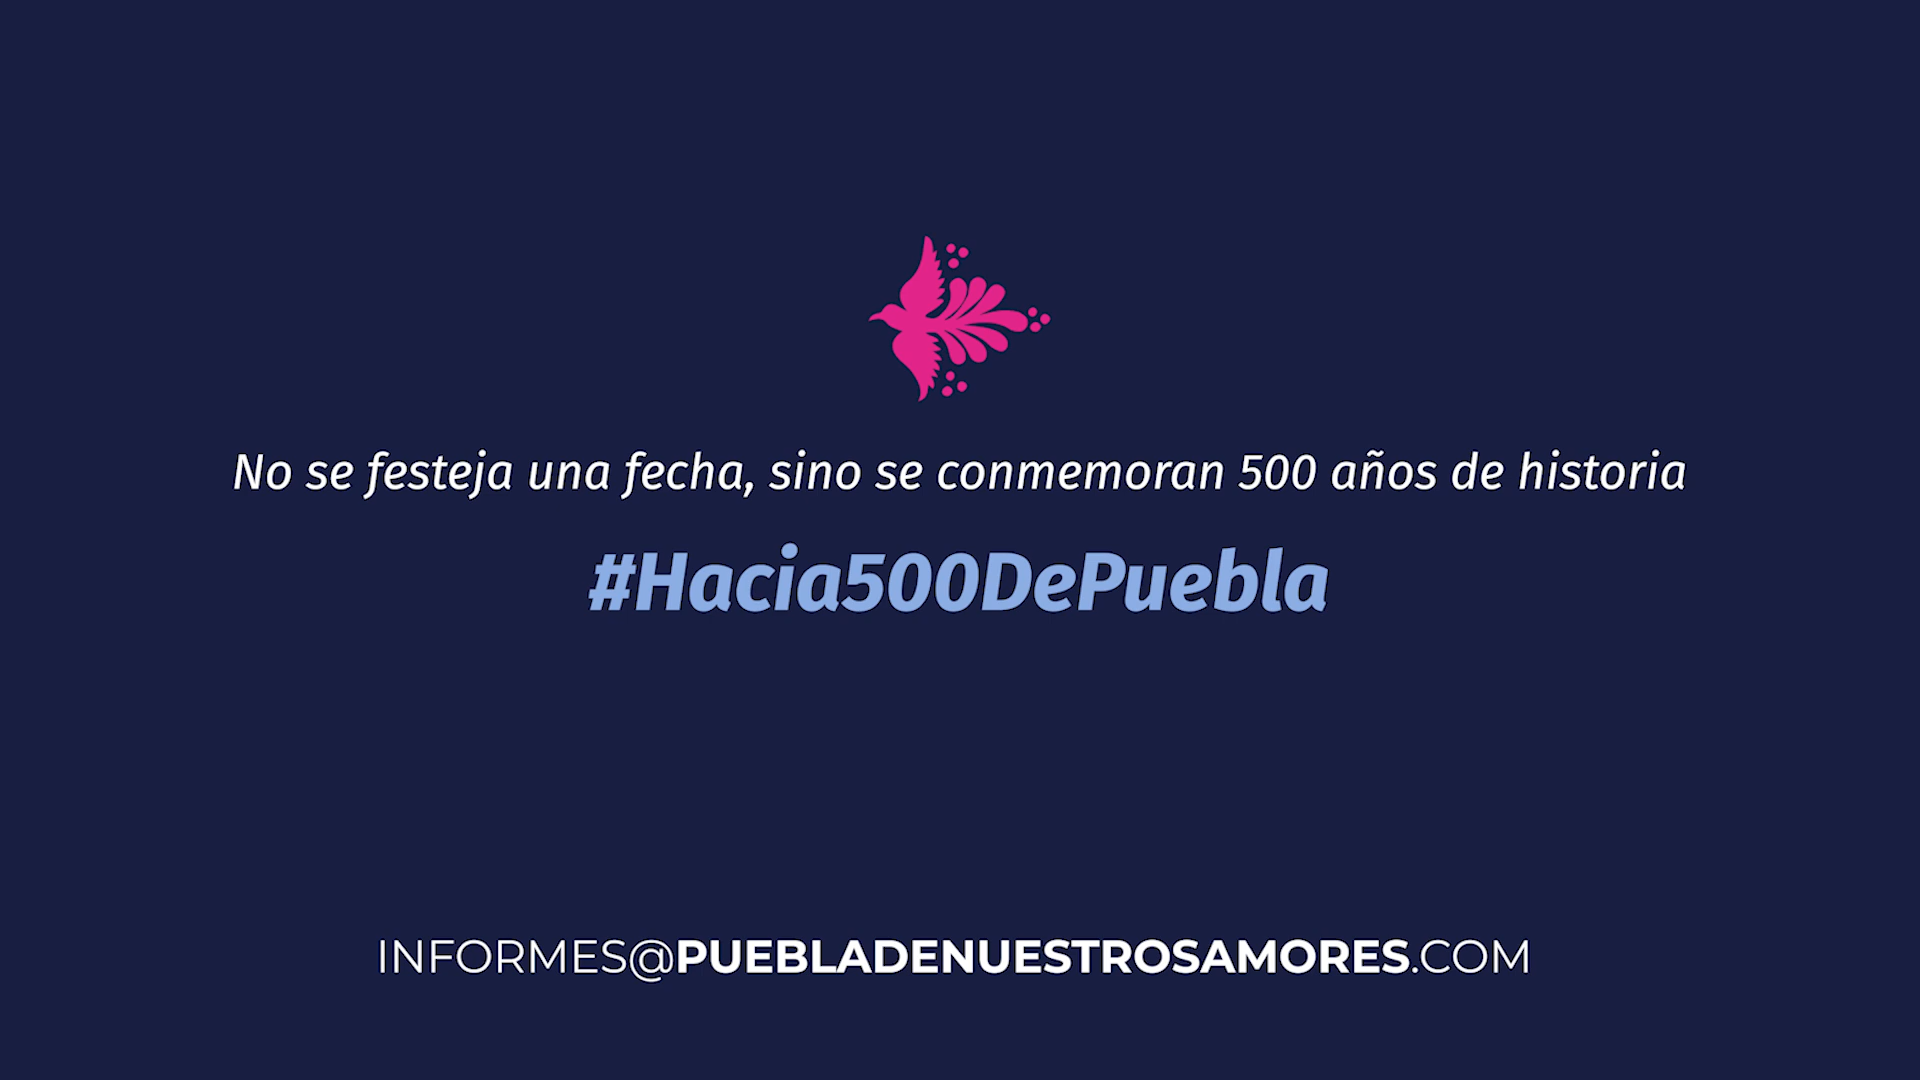 No se festeja una fecha, sino se conmemoran 500 años de historia
#Hacia500DePuebla
INFORMES@PUEBLADENUESTROSAMORES.COM